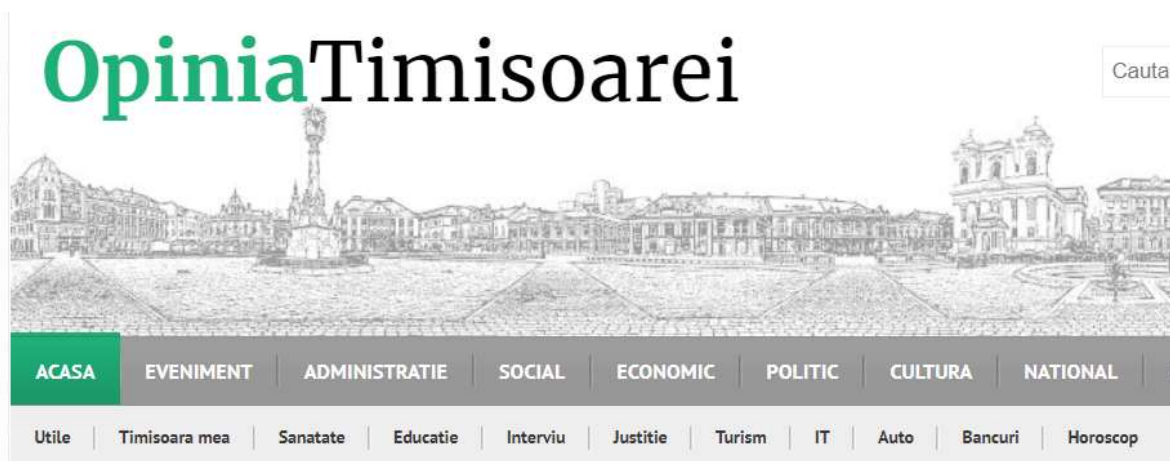 OpiniaTimisoarei
Cauta
ACASA EVENIMENT ADMINISTRATIE SOCIAL ECONOMIC POLITIC CULTURA NATIONAL
Utile Timisoara mea Sanatate Educatie Interviu Justitie Turism IT Auto Bancuri Horoscop